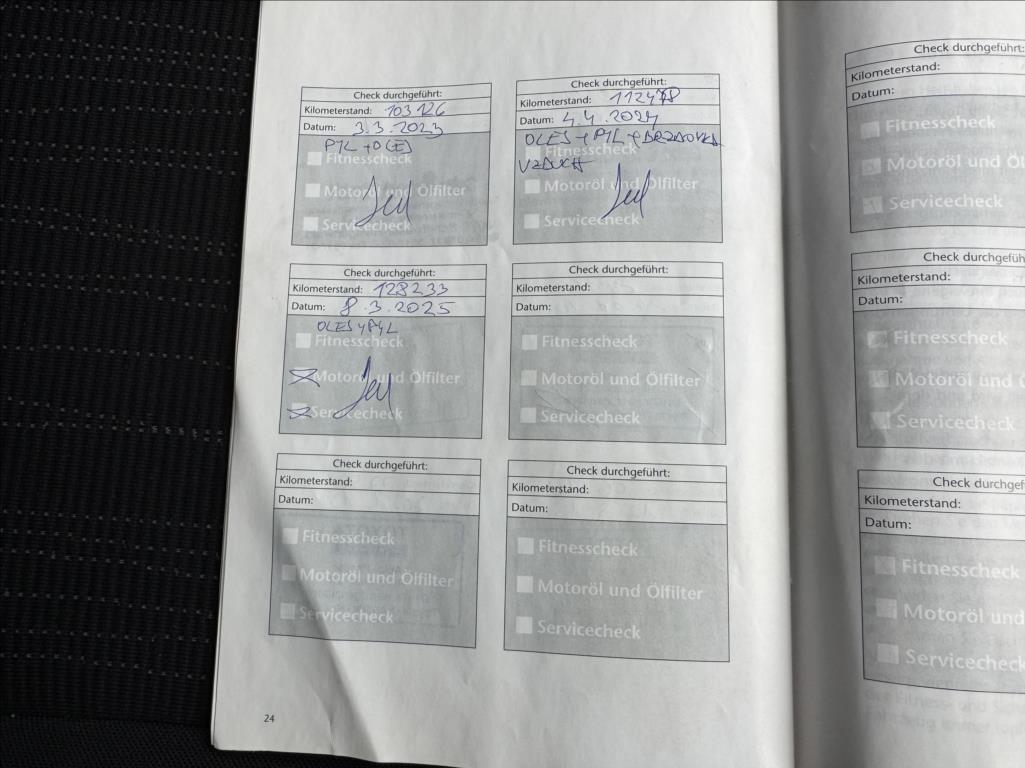 Check durchgeführt:
Kilometerstand: 103126
Datum: 3.3.2023
PYL + O(E)
Fitnesscheck
Motoröl und Ölfilter
Servicecheck
Check durchgeführt:
Kilometerstand: 112478
Datum: 4.4.2024
OLEJ + PYL +
VZDUCH
Fitnesscheck
Motoröl und Ölfilter
Servicecheck
Check durchgeführt:
Kilometerstand: 128233
Datum: 8.3.2025
OLEJ + PYL
Fitnesscheck
Motoröl und Ölfilter
Servicecheck
Check durchgeführt:
Kilometerstand:
Datum:
Fitnesscheck
Motoröl und Ölfilter
Servicecheck
Check durchgeführt:
Kilometerstand:
Datum:
Fitnesscheck
Motoröl und Ölfilter
Servicecheck
Check durchgeführt:
Kilometerstand:
Datum:
Fitnesscheck
Motoröl und Ölfilter
Servicecheck
24
Check durchgeführt:
Kilometerstand:
Datum:
Fitnesscheck
Motoröl und Öl
Servicecheck
Check durchgeführ
Kilometerstand:
Datum:
Fitnesscheck
Motoröl und
Servicecheck
Check durchgef
Kilometerstand:
Datum:
Fitnesscheck
Motoröl und
Servicecheck